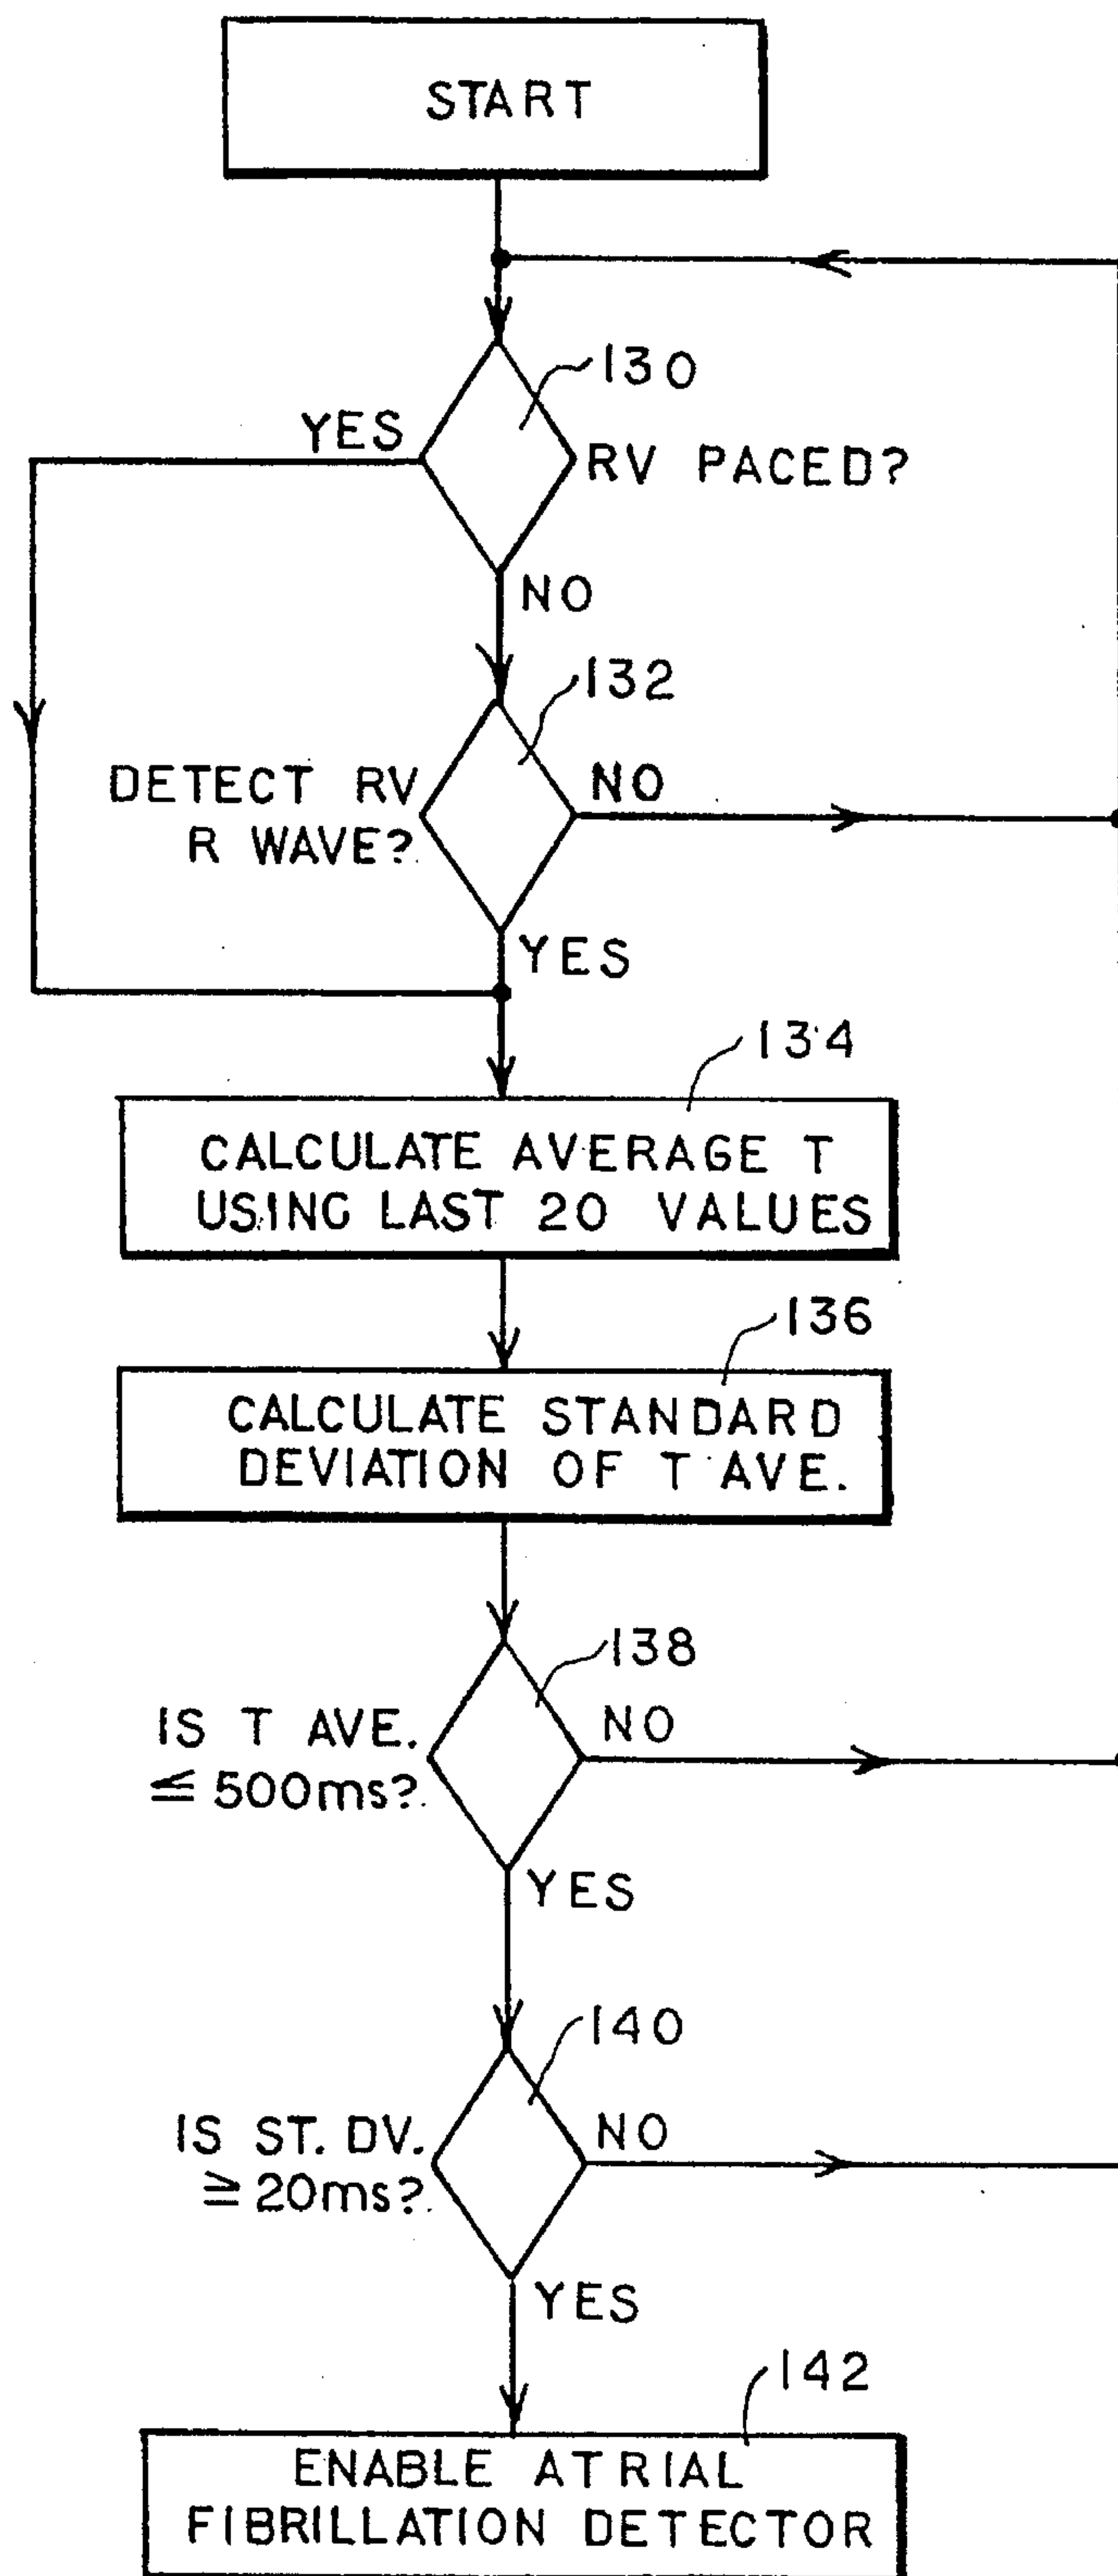 START
130
YES
RV PACED?
NO
132
DETECT RV
R WAVE?
NO
YES
134
CALCULATE AVERAGE T
USING LAST 20 VALUES
136
CALCULATE STANDARD
DEVIATION OF T AVE.
138
IS T AVE.
≦ 500ms?
NO
YES
140
IS ST. DV.
≧ 20ms?
NO
YES
142
ENABLE ATRIAL
FIBRILLATION DETECTOR